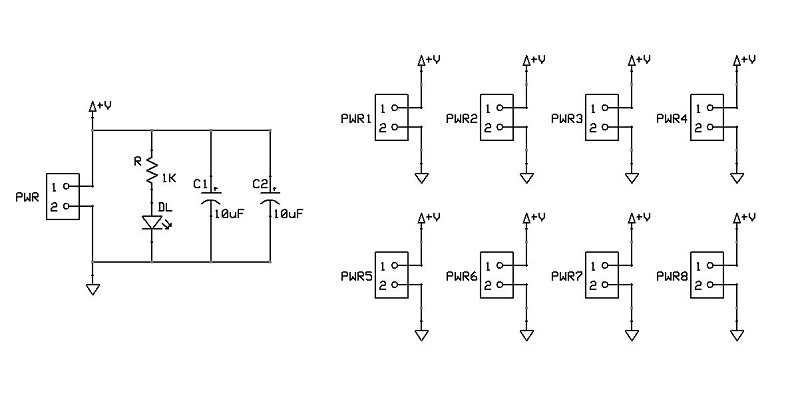 +V
PWR
1
2
R
1K
DL
C1
10uF
C2
10uF
+V
PWR1
1
2
+V
PWR2
1
2
+V
PWR3
1
2
+V
PWR4
1
2
+V
PWR5
1
2
+V
PWR6
1
2
+V
PWR7
1
2
+V
PWR8
1
2